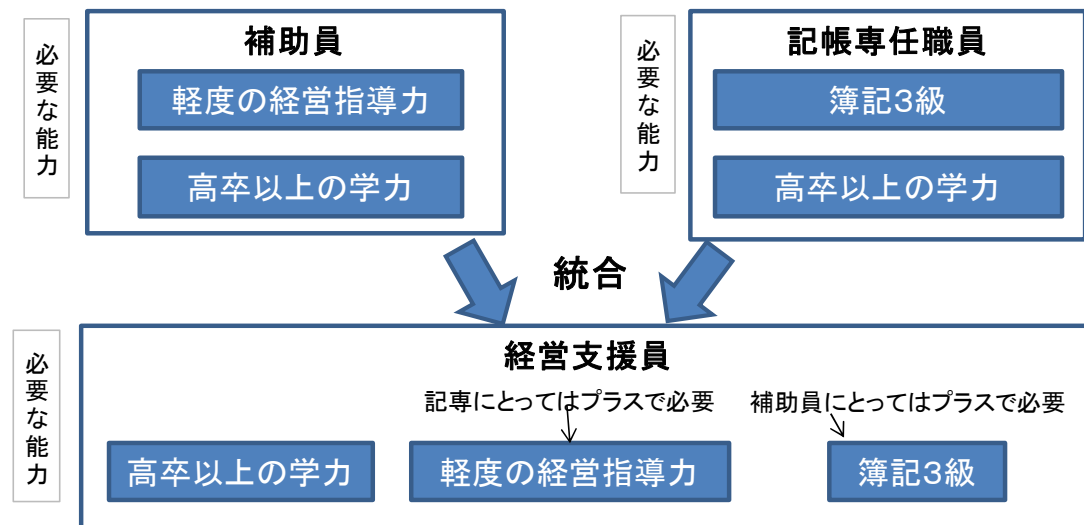 必要な能力
補助員
軽度の経営指導力
高卒以上の学力
必要な能力
記帳専任職員
簿記3級
高卒以上の学力
統合
必要な能力
経営支援員
記専にとってはプラスで必要
補助員にとってはプラスで必要
高卒以上の学力
軽度の経営指導力
簿記3級